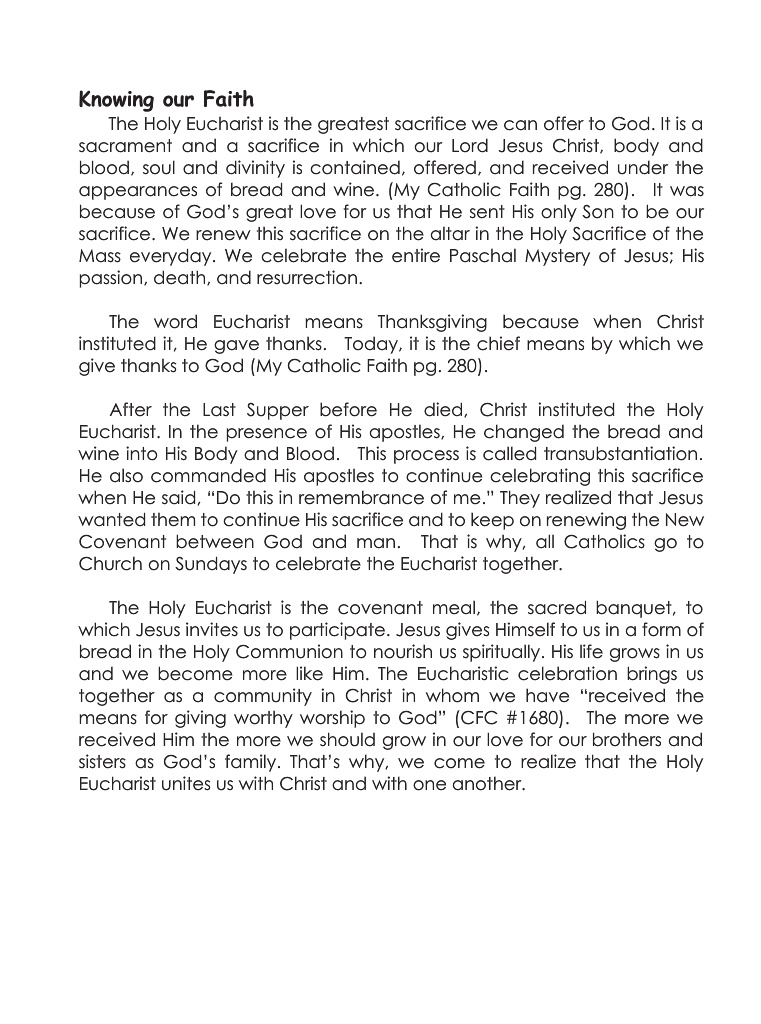 Knowing our Faith
The Holy Eucharist is the greatest sacrifice we can offer to God. It is a
sacrament and a sacrifice in which our Lord Jesus Christ, body and
blood, soul and divinity is contained, offered, and received under the
appearances of bread and wine. (My Catholic Faith pg. 280).   It was
because of God's great love for us that He sent His only Son to be our
sacrifice. We renew this sacrifice on the altar in the Holy Sacrifice of the
Mass everyday. We celebrate the entire Paschal Mystery of Jesus; His
passion, death, and resurrection.
The word Eucharist means Thanksgiving because when Christ
instituted it, He gave thanks.   Today, it is the chief means by which we
give thanks to God (My Catholic Faith pg. 280).
After the Last Supper before He died, Christ instituted the Holy
Eucharist. In the presence of His apostles, He changed the bread and
wine into His Body and Blood.   This process is called transubstantiation.
He also commanded His apostles to continue celebrating this sacrifice
when He said, “Do this in remembrance of me.” They realized that Jesus
wanted them to continue His sacrifice and to keep on renewing the New
Covenant between God and man.   That is why, all Catholics go to
Church on Sundays to celebrate the Eucharist together.
The Holy Eucharist is the covenant meal, the sacred banquet, to
which Jesus invites us to participate. Jesus gives Himself to us in a form of
bread in the Holy Communion to nourish us spiritually. His life grows in us
and we become more like Him. The Eucharistic celebration brings us
together as a community in Christ in whom we have “received the
means for giving worthy worship to God” (CFC #1680).   The more we
received Him the more we should grow in our love for our brothers and
sisters as God's family. That's why, we come to realize that the Holy
Eucharist unites us with Christ and with one another.